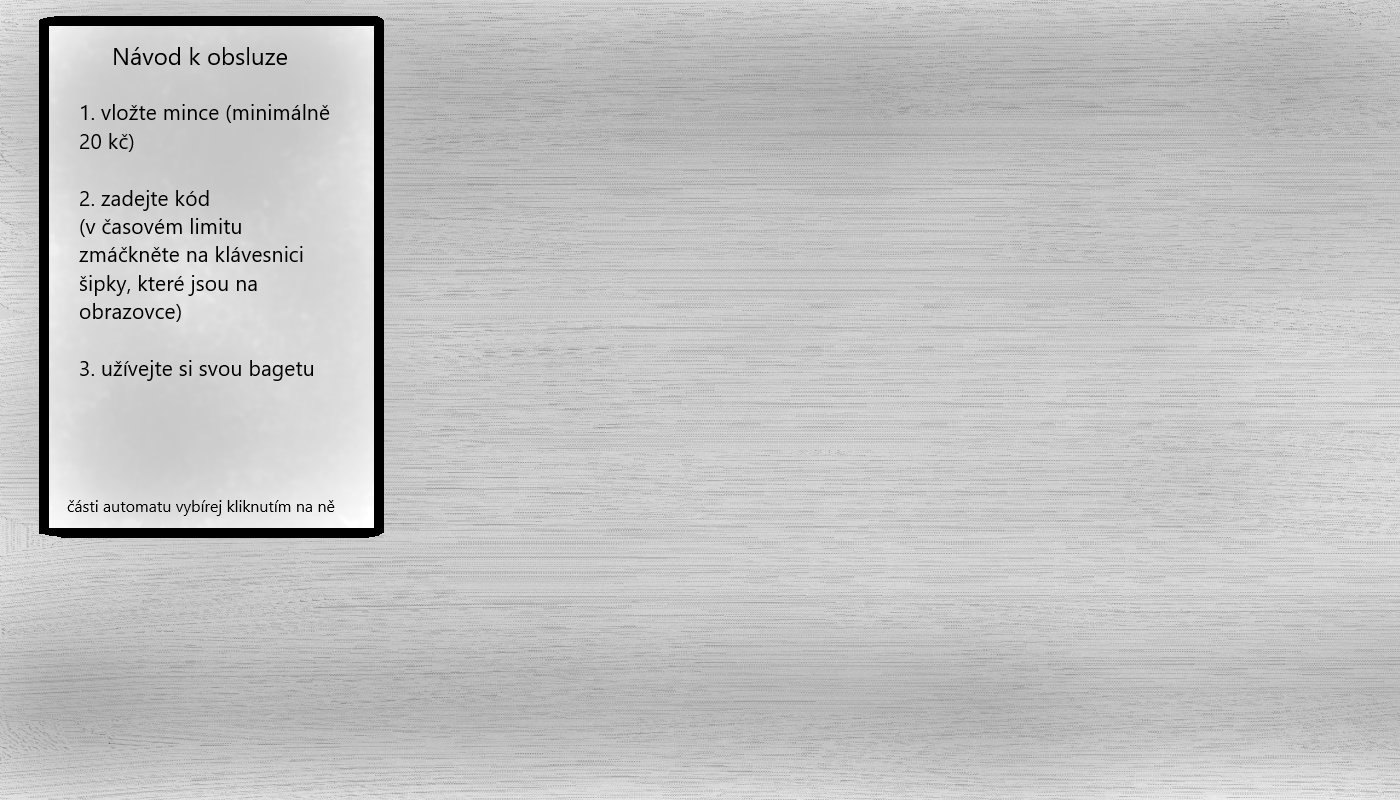 Návod k obsluze
1. vložte mince (minimálně
20 kč)
2. zadejte kód
(v časovém limitu
zmáčkněte na klávesnici
šipky, které jsou na
obrazovce)
3. užívejte si svou bagetu
části automatu vybírej kliknutím na ně